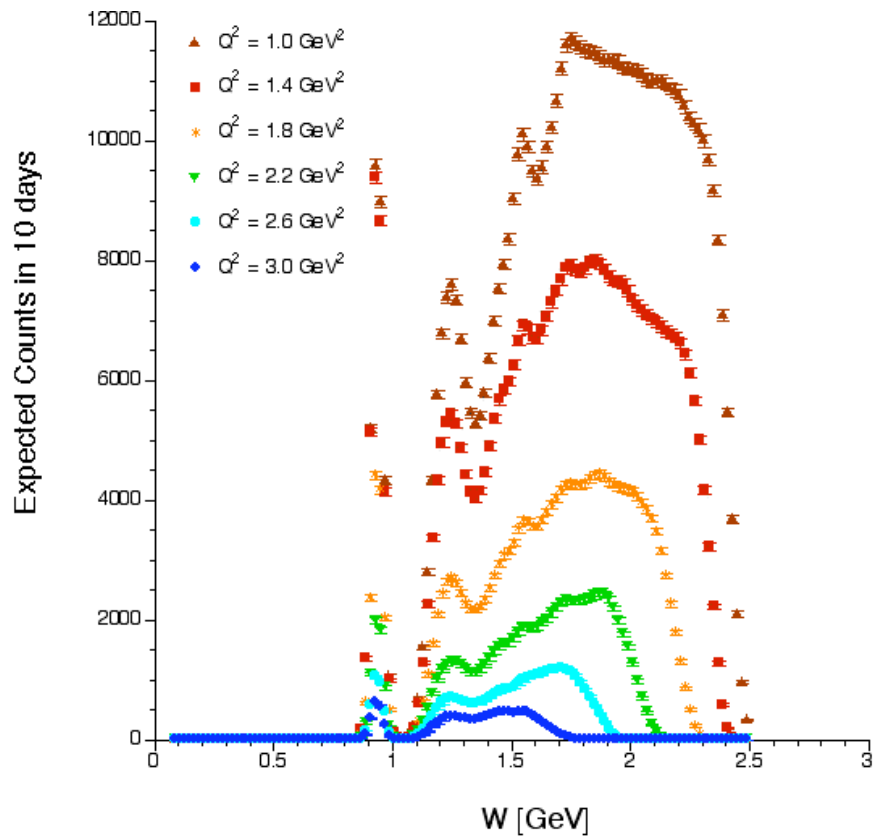 12000
10000
8000
6000
4000
2000
0
Expected Counts in 10 days
Q² = 1.0 GeV²
Q² = 1.4 GeV²
Q² = 1.8 GeV²
Q² = 2.2 GeV²
Q² = 2.6 GeV²
Q² = 3.0 GeV²
0 0.5 1 1.5 2 2.5 3
W [GeV]